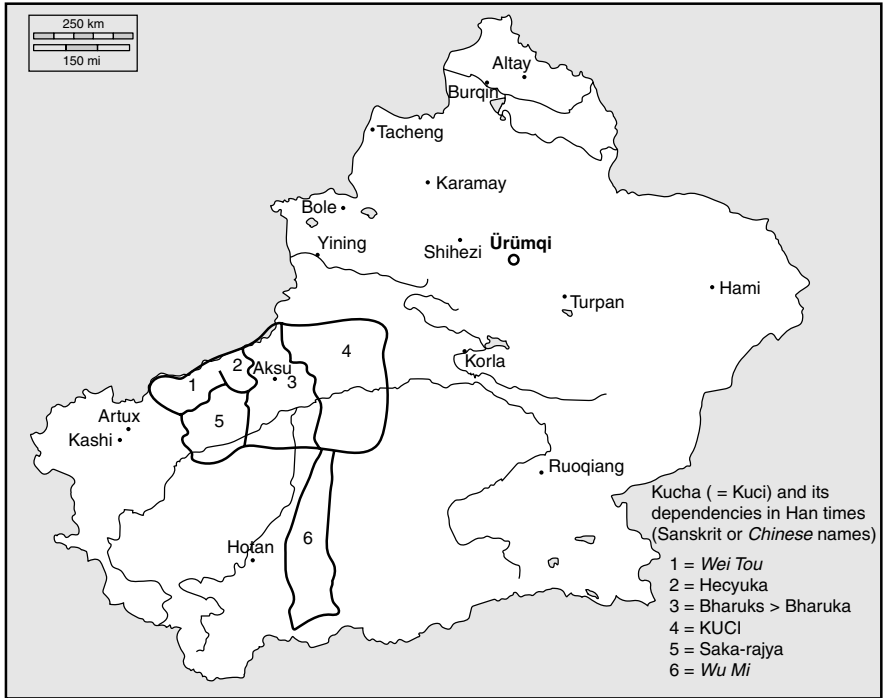 250 km
150 mi
Altay
Burqin
Tacheng
Karamay
Bole
Yining
Shihezi
Ürümqi
Turpan
Hami
4
2
Aksu
3
1
Korla
5
Artux
Kashi
Ruoqiang
6
Hotan
Kucha ( = Kuci) and its
dependencies in Han times
(Sanskrit or Chinese names)
1 = Wei Tou
2 = Hecyuka
3 = Bharuks > Bharuka
4 = KUCI
5 = Saka-rajya
6 = Wu Mi